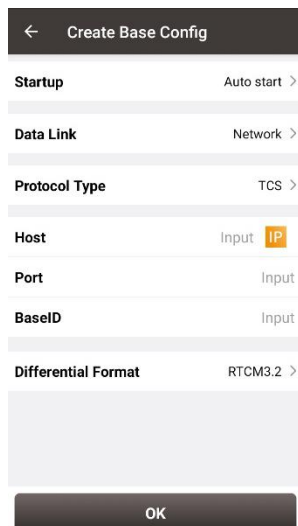 Create Base Config
Startup Auto start
Data Link Network
Protocol Type TCS
Host Input IP
Port Input
BaseID Input
Differential Format RTCM3.2
OK